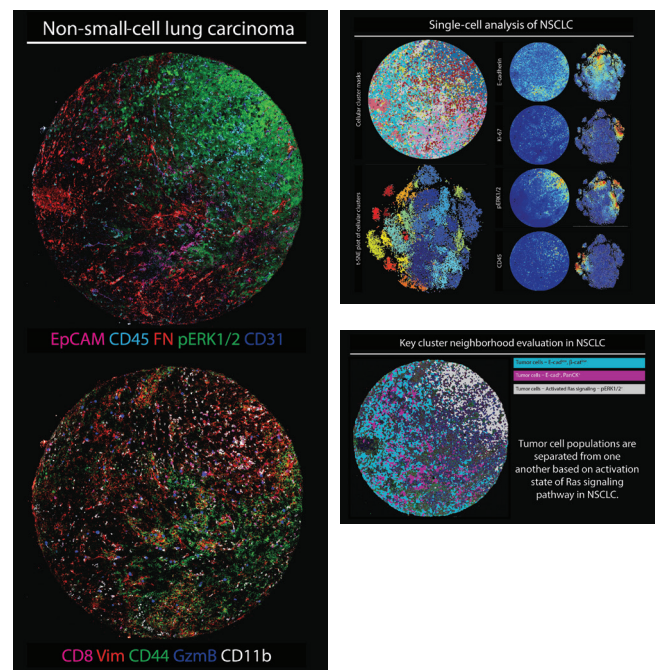 Non-small-cell lung carcinoma
EpCAM CD45 FN pERK1/2 CD31
CD8 Vim CD44 GzmB CD11b
Single-cell analysis of NSCLC
Cellular cluster masks
t-SNE plot of cellular clusters
E-cadherin
Ki-67
pERK1/2
CD45
Key cluster neighborhood evaluation in NSCLC
Tumor cells – E-cad β-cat
Tumor cells – E-cad⁺, PanCK⁺
Tumor cells – Activated Ras signaling – pERK1/2⁺
Tumor cell populations are
separated from one
another based on activation
state of Ras signaling
pathway in NSCLC.